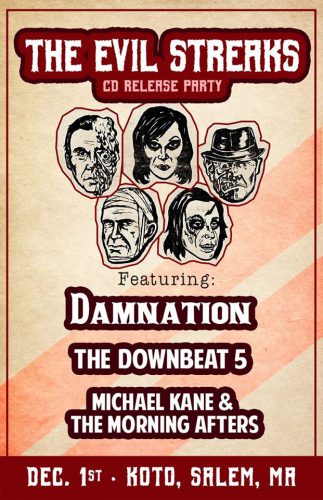 THE EVIL STREAKS
CD RELEASE PARTY
Featuring:
DAMNATION
THE DOWNBEAT 5
MICHAEL KANE &
THE MORNING AFTERS
DEC. 1ST • KOTO, SALEM, MA